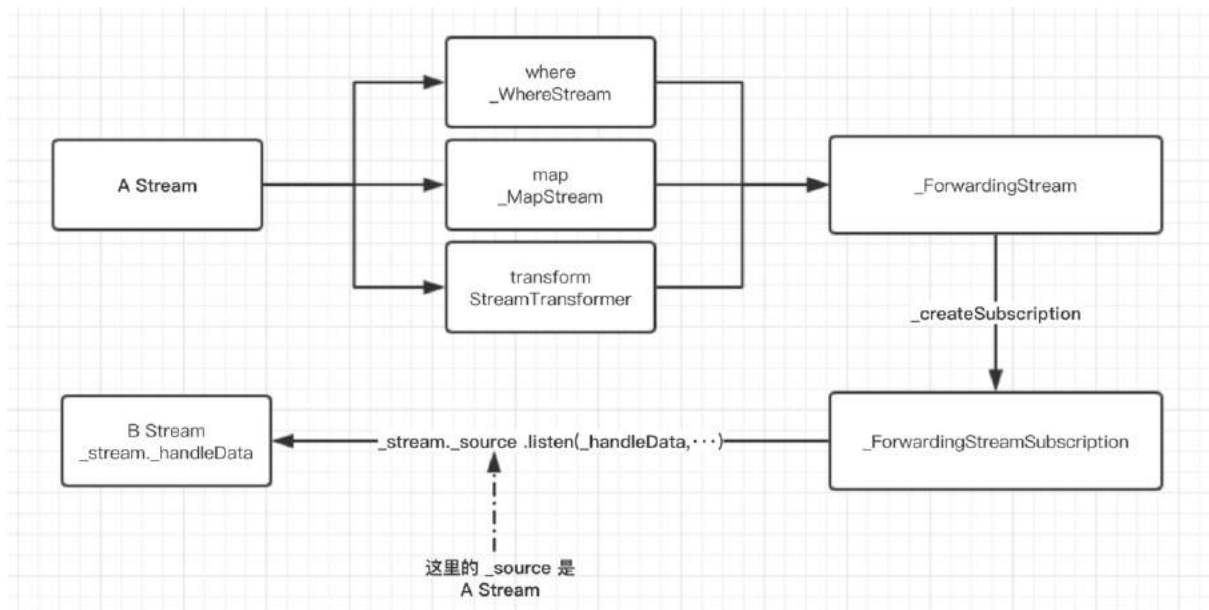 where
_WhereStream
A Stream
map
_MapStream
_ForwardingStream
transform
StreamTransformer
_createSubscription
B Stream
_stream._handleData
_stream._source .listen(_handleData,···)
_ForwardingStreamSubscription
这里的 _source 是
A Stream